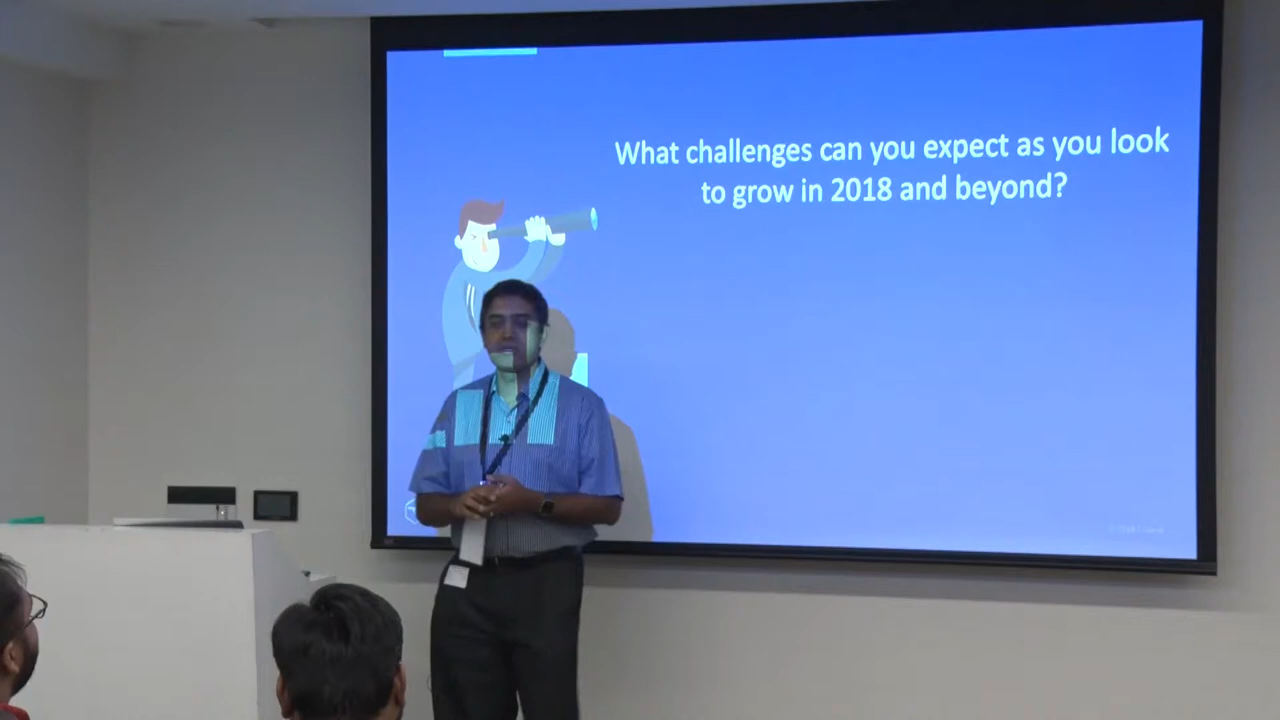 What challenges can you expect as you look
to grow in 2018 and beyond?